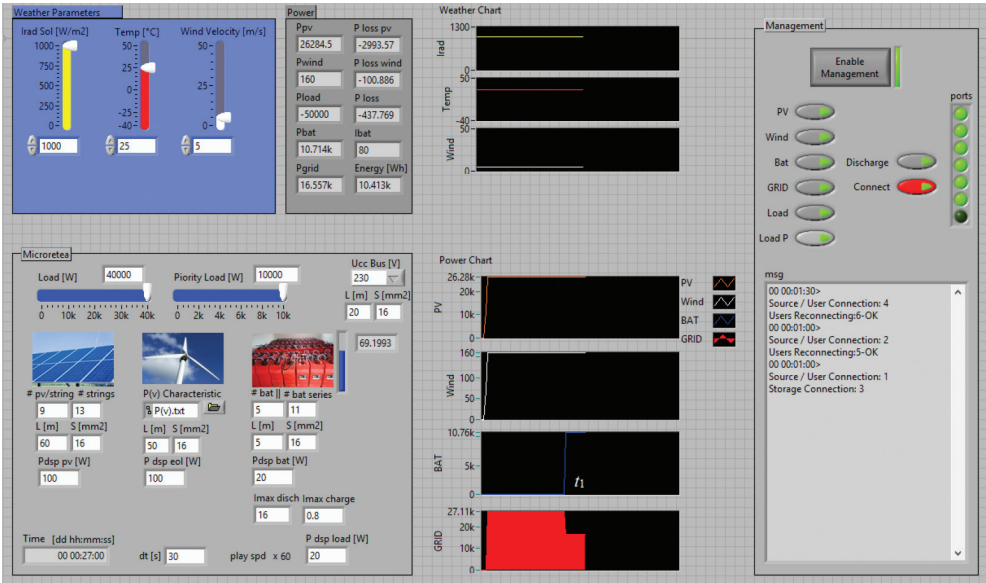 Weather Parameters
Irad Sol [W/m2]
Temp [°C]
Wind Velocity [m/s]
1000
750
500
250
0
50
25
0
-25
-40
50
25
0
1000
25
5
Power
Ppv
P loss pv
26284.5
-2993.57
Pwind
P loss wind
160
-100.886
Pload
P loss
-50000
-437.769
Pbat
Ibat
10.714k
80
Pgrid
Energy [Wh]
16.557k
10.413k
Weather Chart
Irad
1300
0
Temp
50
-40
Wind
50
0
Management
Enable
Management
ports
PV
Wind
Bat
Discharge
GRID
Connect
Load
Load P
msg
00 00:01:30>
Source / User Connection: 4
Users Reconnecting:6-OK
00 00:01:00>
Source / User Connection: 2
Users Reconnecting:5-OK
00 00:01:00>
Source / User Connection: 1
Storage Connection: 3
Microretea
Load [W]
40000
Piority Load [W]
10000
Ucc Bus [V]
230
0 10k 20k 30k 40k
0 2k 4k 6k 8k 10k
L [m] S [mm2]
20 16
69.1993
# pv/string # strings
9 13
L [m] S [mm2]
60 16
Pdsp pv [W]
100
P(v) Characteristic
P(v).txt
L [m] S [mm2]
50 16
P dsp eol [W]
100
# bat || # bat series
5 11
L [m] S [mm2]
5 16
Pdsp bat [W]
20
Imax disch Imax charge
16 0.8
P dsp load [W]
20
Time [dd hh:mm:ss]
00 00:27:00
dt [s] 30
play spd x 60
Power Chart
PV
26.28k
20k
10k
0
Wind
160
100
50
0
BAT
10.76k
5k
0
t1
GRID
27.11k
20k
10k
0
PV
Wind
BAT
GRID